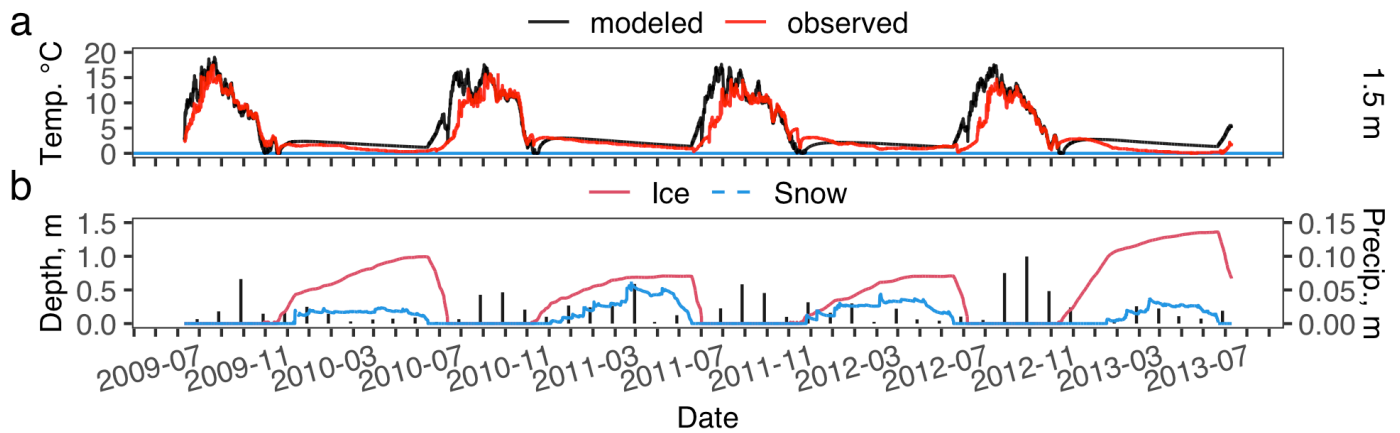 a
modeled observed
Temp. °C
20
15
10
5
0
1.5 m
b
Ice Snow
Depth, m
1.5
1.0
0.5
0.0
0.15
0.10
0.05
0.00
Precip., m
2009-07 2009-11 2010-03 2010-07 2010-11 2011-03 2011-07 2011-11 2012-03 2012-07 2012-11 2013-03 2013-07
Date